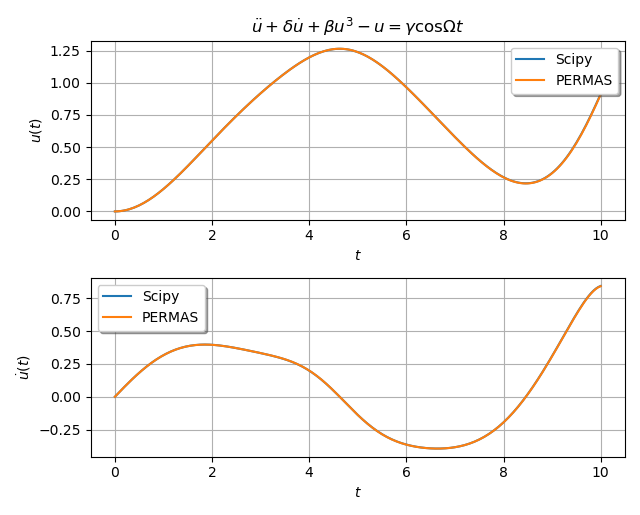 ü + δu̇ + βu³ − u = γcosΩt
1.25
1.00
0.75
0.50
0.25
0.00
u(t)
Scipy
PERMAS
0 2 4 6 8 10
t
0.75
0.50
0.25
0.00
−0.25
u̇(t)
Scipy
PERMAS
0 2 4 6 8 10
t